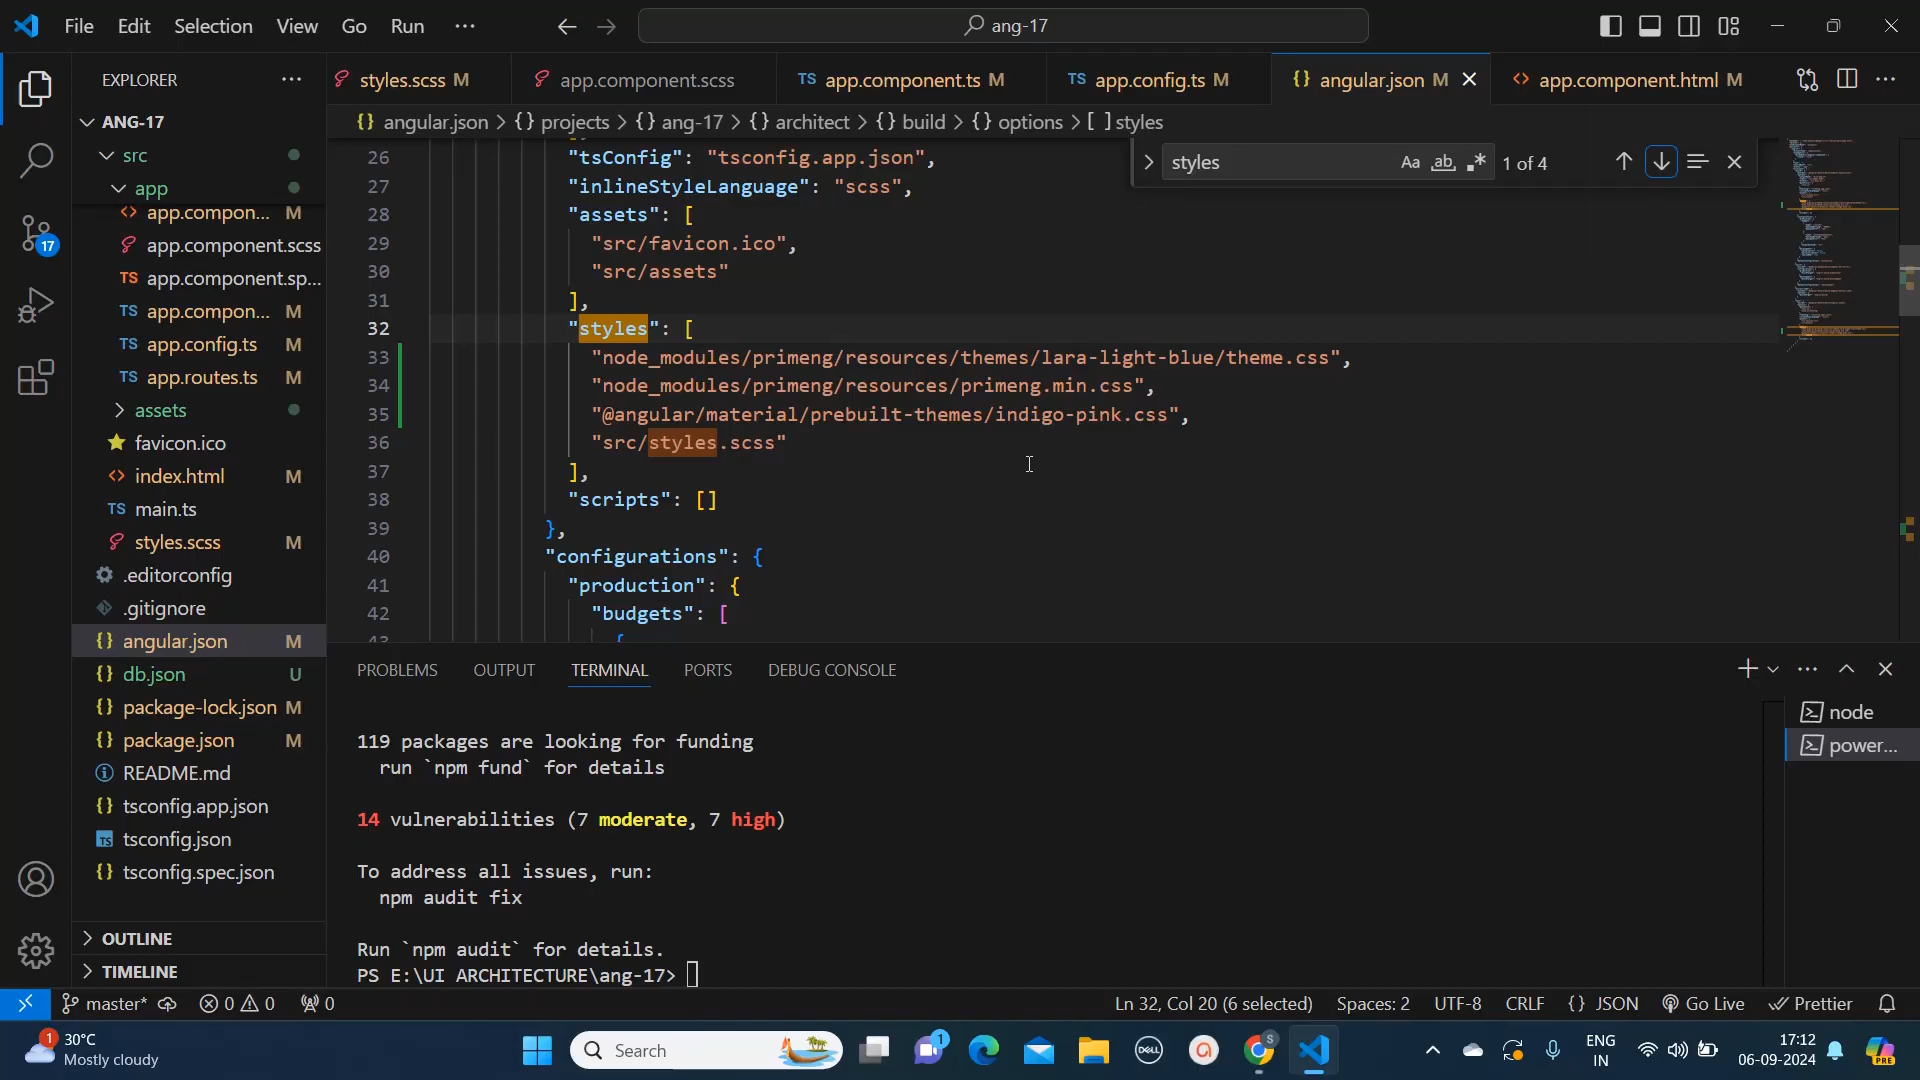 File Edit Selection View Go Run ···
ang-17
EXPLORER
ANG-17
src
app
app.compon... M
app.component.scss
app.component.sp...
TS app.compon... M
TS app.config.ts M
TS app.routes.ts M
assets
favicon.ico
index.html M
TS main.ts
styles.scss M
.editorconfig
.gitignore
{} angular.json M
{} db.json U
{} package-lock.json M
{} package.json M
README.md
{} tsconfig.app.json
TS tsconfig.json
{} tsconfig.spec.json
OUTLINE
TIMELINE
17
styles.scss M
app.component.scss
TS app.component.ts M
TS app.config.ts M
{} angular.json M
<> app.component.html M
{} angular.json > {} projects > {} ang-17 > {} architect > {} build > {} options > [ ] styles
styles Aa ab .* 1 of 4
26 "tsConfig": "tsconfig.app.json",
27 "inlineStyleLanguage": "scss",
28 "assets": [
29 "src/favicon.ico",
30 "src/assets"
31 ],
32 "styles": [
33 "node_modules/primeng/resources/themes/lara-light-blue/theme.css",
34 "node_modules/primeng/resources/primeng.min.css",
35 "@angular/material/prebuilt-themes/indigo-pink.css",
36 "src/styles.scss"
37 ],
38 "scripts": []
39 },
40 "configurations": {
41 "production": {
42 "budgets": [
43 {
PROBLEMS OUTPUT TERMINAL PORTS DEBUG CONSOLE
node
power...
119 packages are looking for funding
run `npm fund` for details
14 vulnerabilities (7 moderate, 7 high)
To address all issues, run:
npm audit fix
Run `npm audit` for details.
PS E:\UI ARCHITECTURE\ang-17>
master* 0 0 0
Ln 32, Col 20 (6 selected) Spaces: 2 UTF-8 CRLF {} JSON Go Live Prettier
1
30°C
Mostly cloudy
Search
1
DELL
a
S
ENG
IN
17:12
06-09-2024
PRE